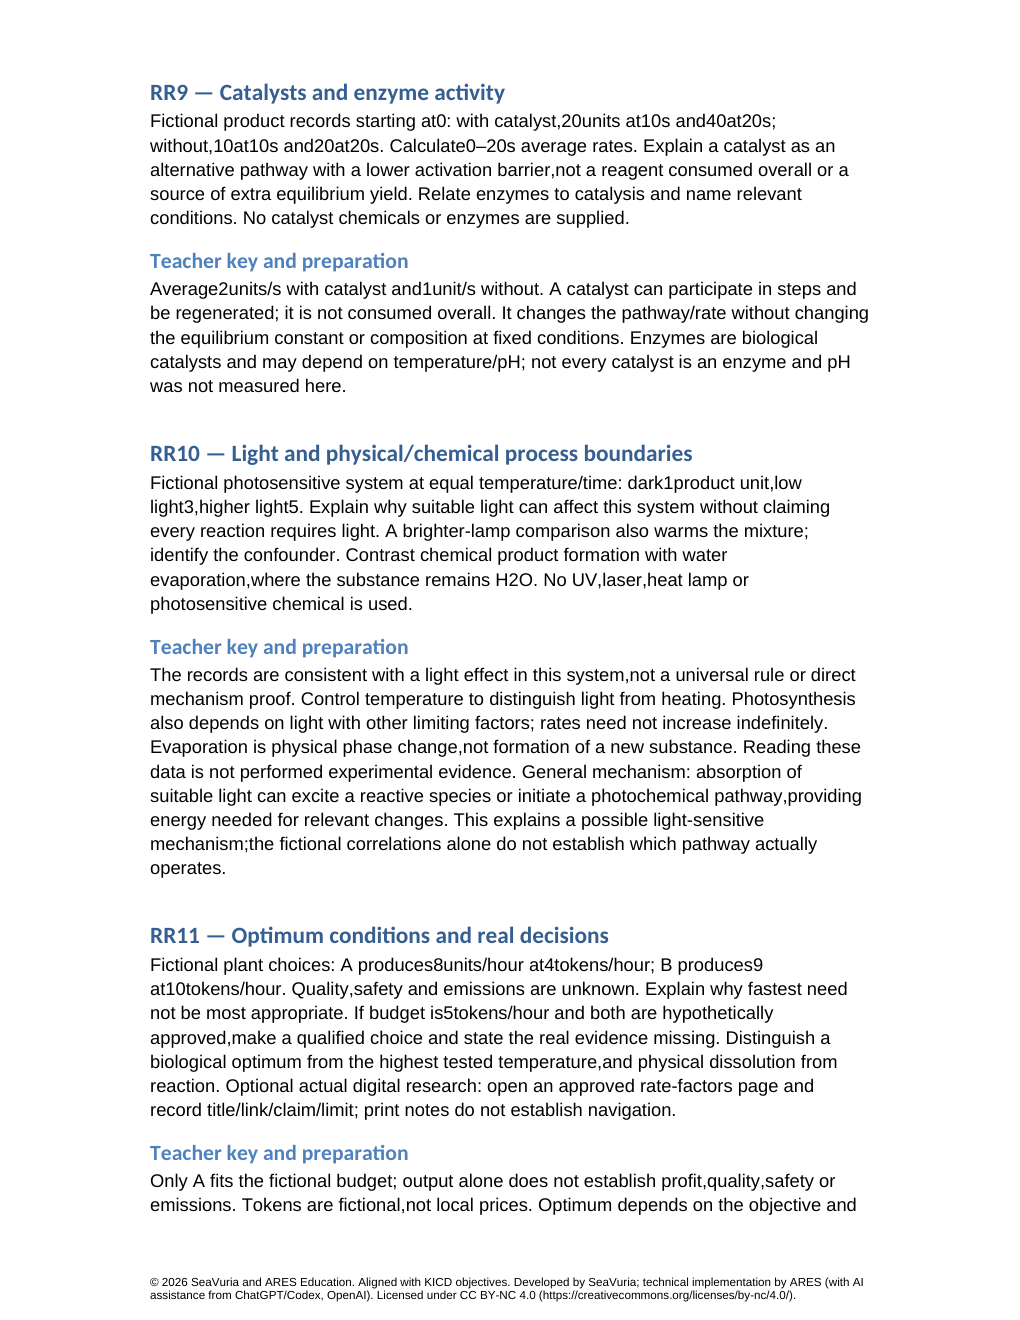 RR9 — Catalysts and enzyme activity
Fictional product records starting at0: with catalyst,20units at10s and40at20s;
without,10at10s and20at20s. Calculate0–20s average rates. Explain a catalyst as an
alternative pathway with a lower activation barrier,not a reagent consumed overall or a
source of extra equilibrium yield. Relate enzymes to catalysis and name relevant
conditions. No catalyst chemicals or enzymes are supplied.
Teacher key and preparation
Average2units/s with catalyst and1unit/s without. A catalyst can participate in steps and
be regenerated; it is not consumed overall. It changes the pathway/rate without changing
the equilibrium constant or composition at fixed conditions. Enzymes are biological
catalysts and may depend on temperature/pH; not every catalyst is an enzyme and pH
was not measured here.
RR10 — Light and physical/chemical process boundaries
Fictional photosensitive system at equal temperature/time: dark1product unit,low
light3,higher light5. Explain why suitable light can affect this system without claiming
every reaction requires light. A brighter-lamp comparison also warms the mixture;
identify the confounder. Contrast chemical product formation with water
evaporation,where the substance remains H2O. No UV,laser,heat lamp or
photosensitive chemical is used.
Teacher key and preparation
The records are consistent with a light effect in this system,not a universal rule or direct
mechanism proof. Control temperature to distinguish light from heating. Photosynthesis
also depends on light with other limiting factors; rates need not increase indefinitely.
Evaporation is physical phase change,not formation of a new substance. Reading these
data is not performed experimental evidence. General mechanism: absorption of
suitable light can excite a reactive species or initiate a photochemical pathway,providing
energy needed for relevant changes. This explains a possible light-sensitive
mechanism;the fictional correlations alone do not establish which pathway actually
operates.
RR11 — Optimum conditions and real decisions
Fictional plant choices: A produces8units/hour at4tokens/hour; B produces9
at10tokens/hour. Quality,safety and emissions are unknown. Explain why fastest need
not be most appropriate. If budget is5tokens/hour and both are hypothetically
approved,make a qualified choice and state the real evidence missing. Distinguish a
biological optimum from the highest tested temperature,and physical dissolution from
reaction. Optional actual digital research: open an approved rate-factors page and
record title/link/claim/limit; print notes do not establish navigation.
Teacher key and preparation
Only A fits the fictional budget; output alone does not establish profit,quality,safety or
emissions. Tokens are fictional,not local prices. Optimum depends on the objective and
© 2026 SeaVuria and ARES Education. Aligned with KICD objectives. Developed by SeaVuria; technical implementation by ARES (with AI
assistance from ChatGPT/Codex, OpenAI). Licensed under CC BY-NC 4.0 (https://creativecommons.org/licenses/by-nc/4.0/).